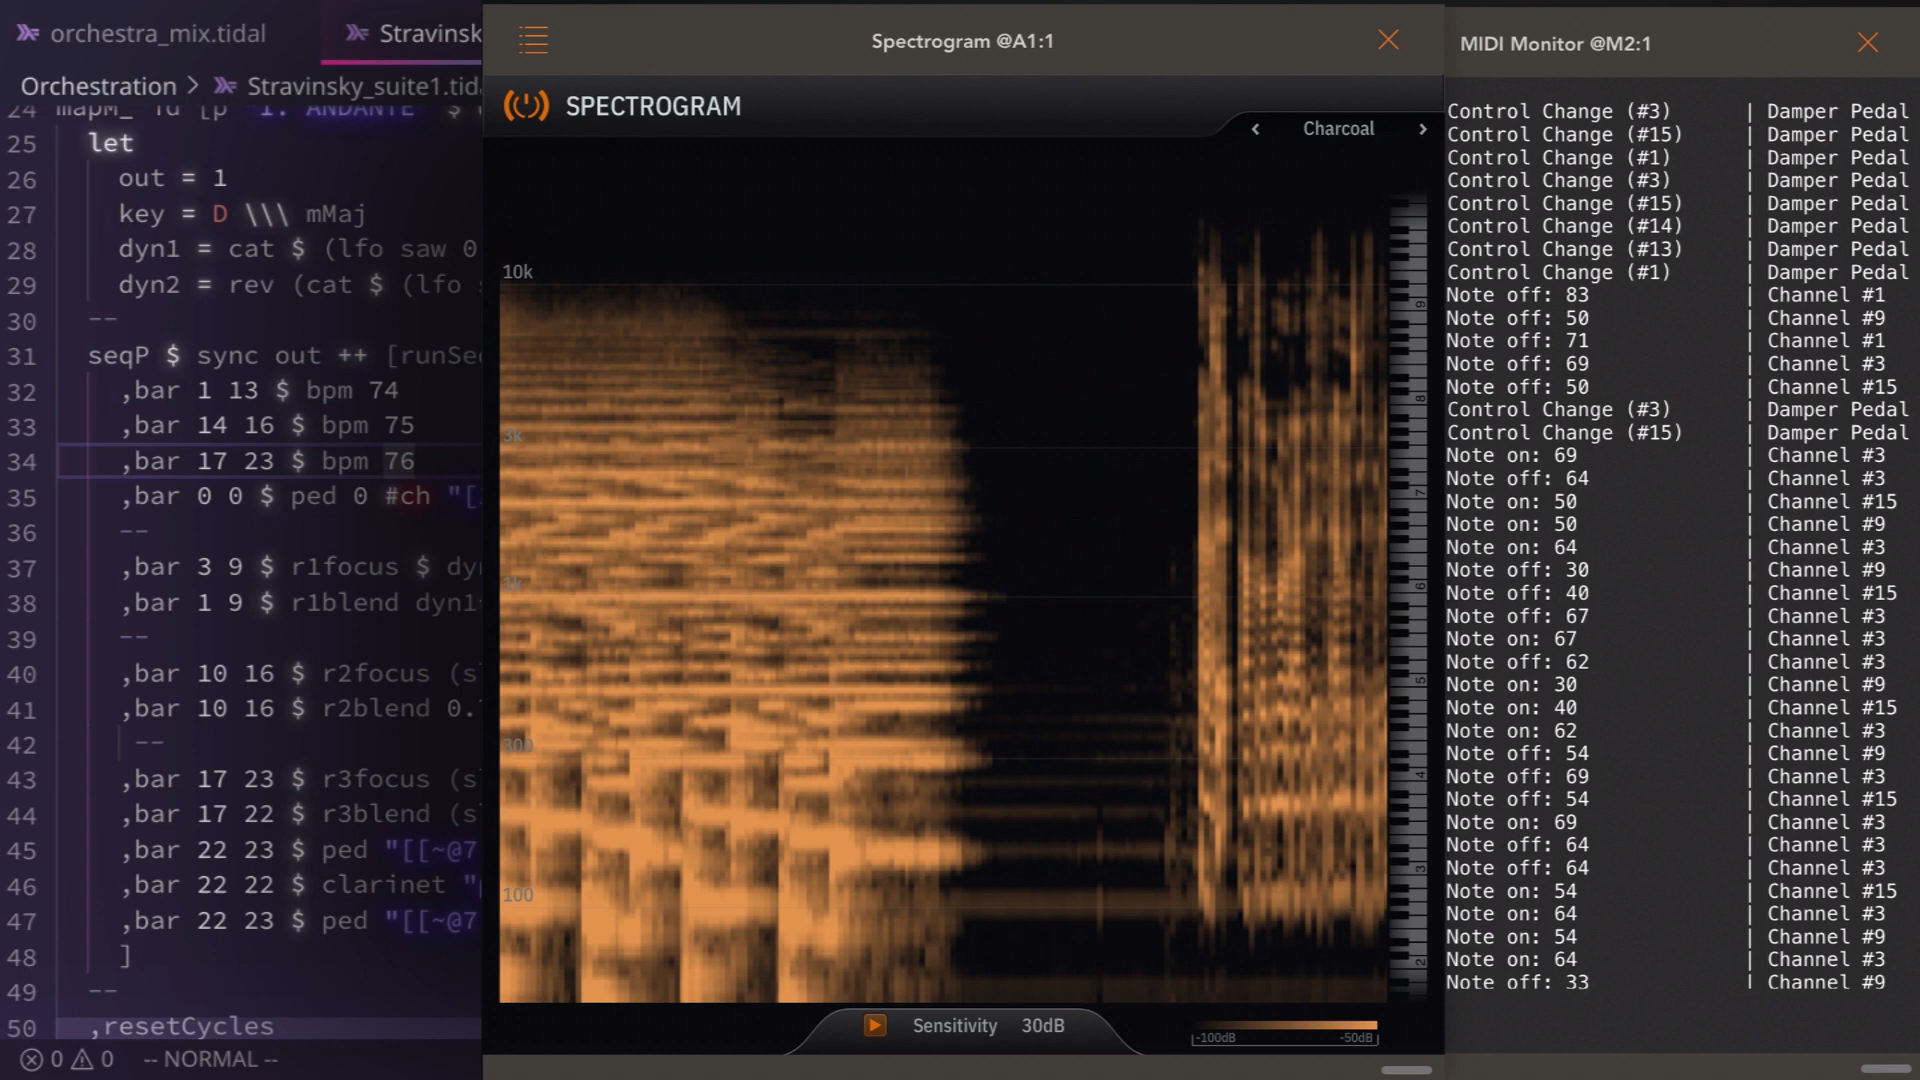 orchestra_mix.tidal
Stravinsk
Orchestration > Stravinsky_suite1.tid
24 mapM_ id [p "1. ANDANTE" $
25 let
26 out = 1
27 key = D \\\ mMaj
28 dyn1 = cat $ (lfo saw 0
29 dyn2 = rev (cat $ (lfo
30 --
31 seqP $ sync out ++ [runSe
32 ,bar 1 13 $ bpm 74
33 ,bar 14 16 $ bpm 75
34 ,bar 17 23 $ bpm 76
35 ,bar 0 0 $ ped 0 #ch "[
36 --
37 ,bar 3 9 $ r1focus $ dy
38 ,bar 1 9 $ r1blend dyn1
39 --
40 ,bar 10 16 $ r2focus (s
41 ,bar 10 16 $ r2blend 0.
42 --
43 ,bar 17 23 $ r3focus (s
44 ,bar 17 22 $ r3blend (s
45 ,bar 22 23 $ ped "[[~@7
46 ,bar 22 22 $ clarinet "
47 ,bar 22 23 $ ped "[[~@7
48 ]
49 --
50 ,resetCycles
0 0 -- NORMAL --
Spectrogram @A1:1
SPECTROGRAM
‹ Charcoal ›
10k
3k
1k
300
100
9
8
7
6
5
4
3
2
Sensitivity 30dB
-100dB -50dB
MIDI Monitor @M2:1
Control Change (#3) | Damper Pedal
Control Change (#15) | Damper Pedal
Control Change (#1) | Damper Pedal
Control Change (#3) | Damper Pedal
Control Change (#15) | Damper Pedal
Control Change (#14) | Damper Pedal
Control Change (#13) | Damper Pedal
Control Change (#1) | Damper Pedal
Note off: 83 | Channel #1
Note off: 50 | Channel #9
Note off: 71 | Channel #1
Note off: 69 | Channel #3
Note off: 50 | Channel #15
Control Change (#3) | Damper Pedal
Control Change (#15) | Damper Pedal
Note on: 69 | Channel #3
Note off: 64 | Channel #3
Note on: 50 | Channel #15
Note on: 50 | Channel #9
Note on: 64 | Channel #3
Note off: 30 | Channel #9
Note off: 40 | Channel #15
Note off: 67 | Channel #3
Note on: 67 | Channel #3
Note off: 62 | Channel #3
Note on: 30 | Channel #9
Note on: 40 | Channel #15
Note on: 62 | Channel #3
Note off: 54 | Channel #9
Note off: 69 | Channel #3
Note off: 54 | Channel #15
Note on: 69 | Channel #3
Note off: 64 | Channel #3
Note off: 64 | Channel #3
Note on: 54 | Channel #15
Note on: 64 | Channel #3
Note on: 54 | Channel #9
Note on: 64 | Channel #3
Note off: 33 | Channel #9